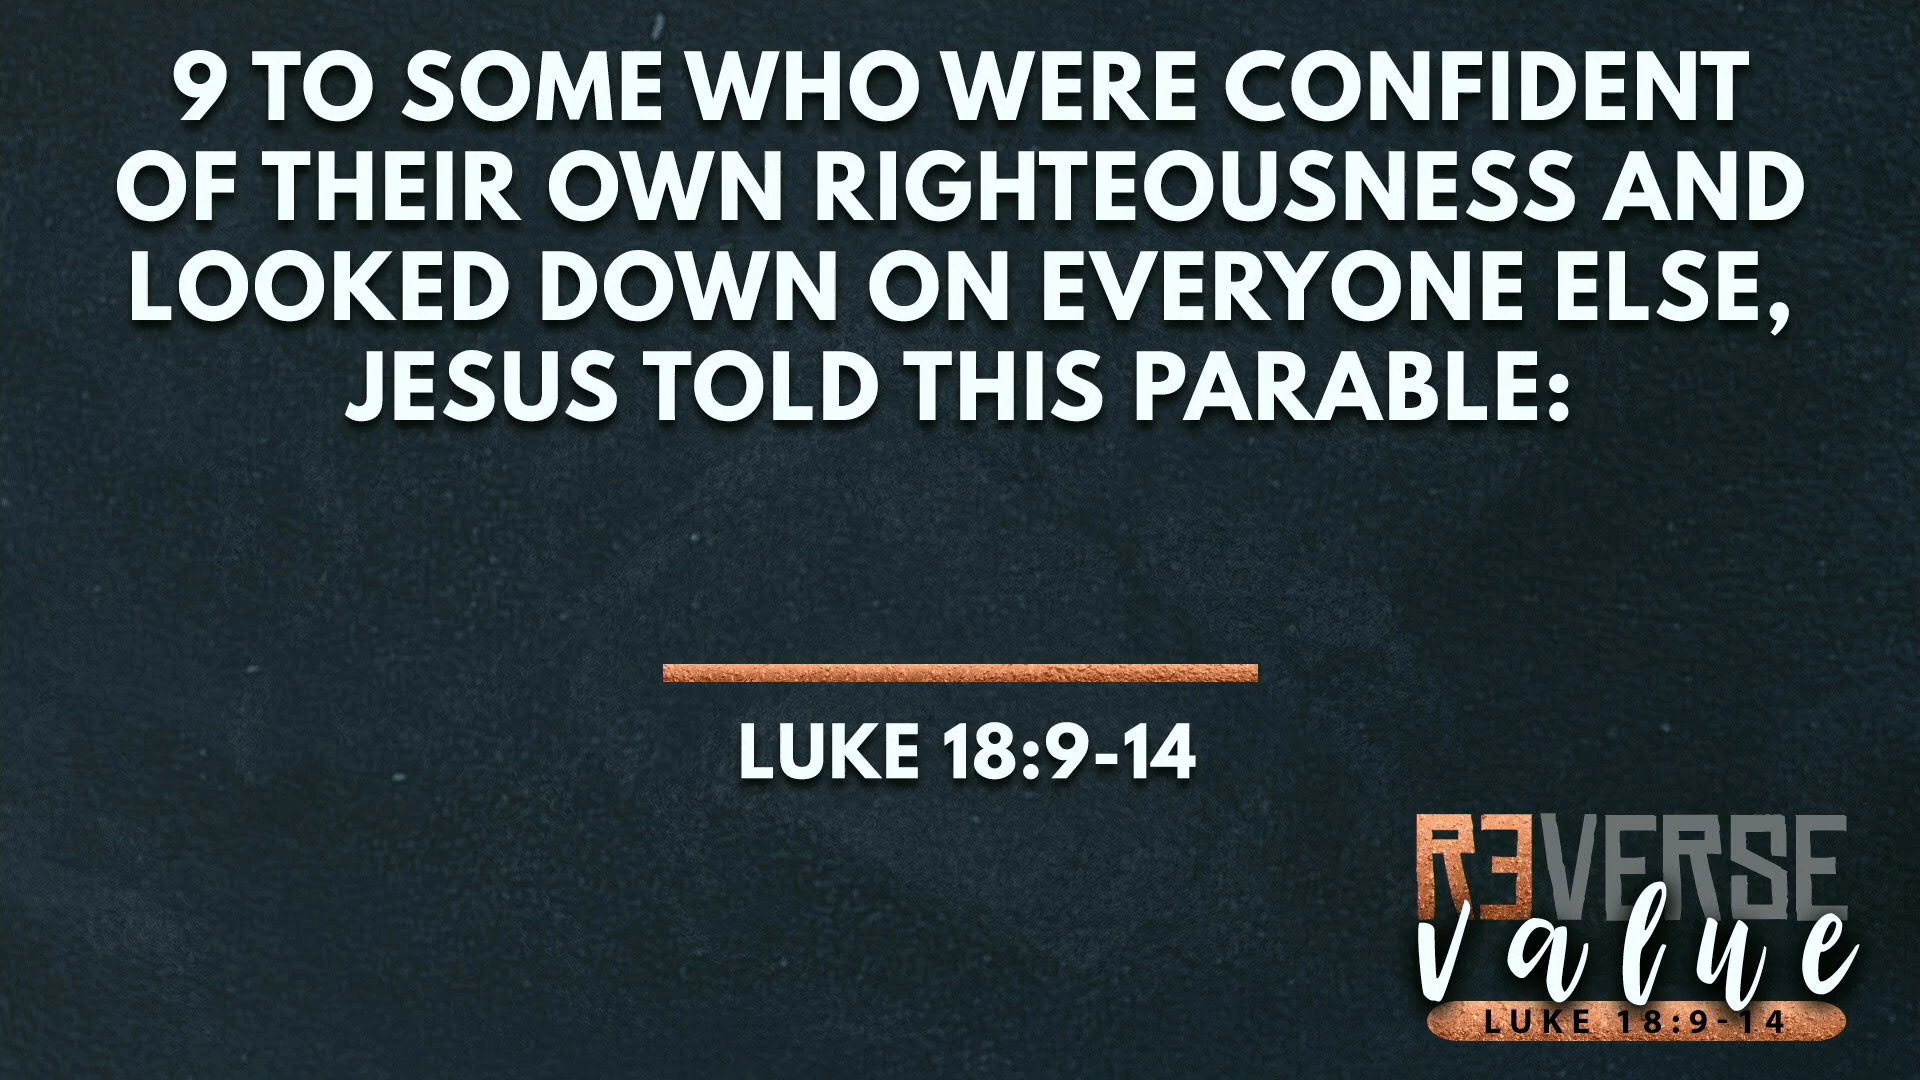 9 TO SOME WHO WERE CONFIDENT
OF THEIR OWN RIGHTEOUSNESS AND
LOOKED DOWN ON EVERYONE ELSE,
JESUS TOLD THIS PARABLE:
LUKE 18:9-14
REVERSE
value
LUKE 18:9-14